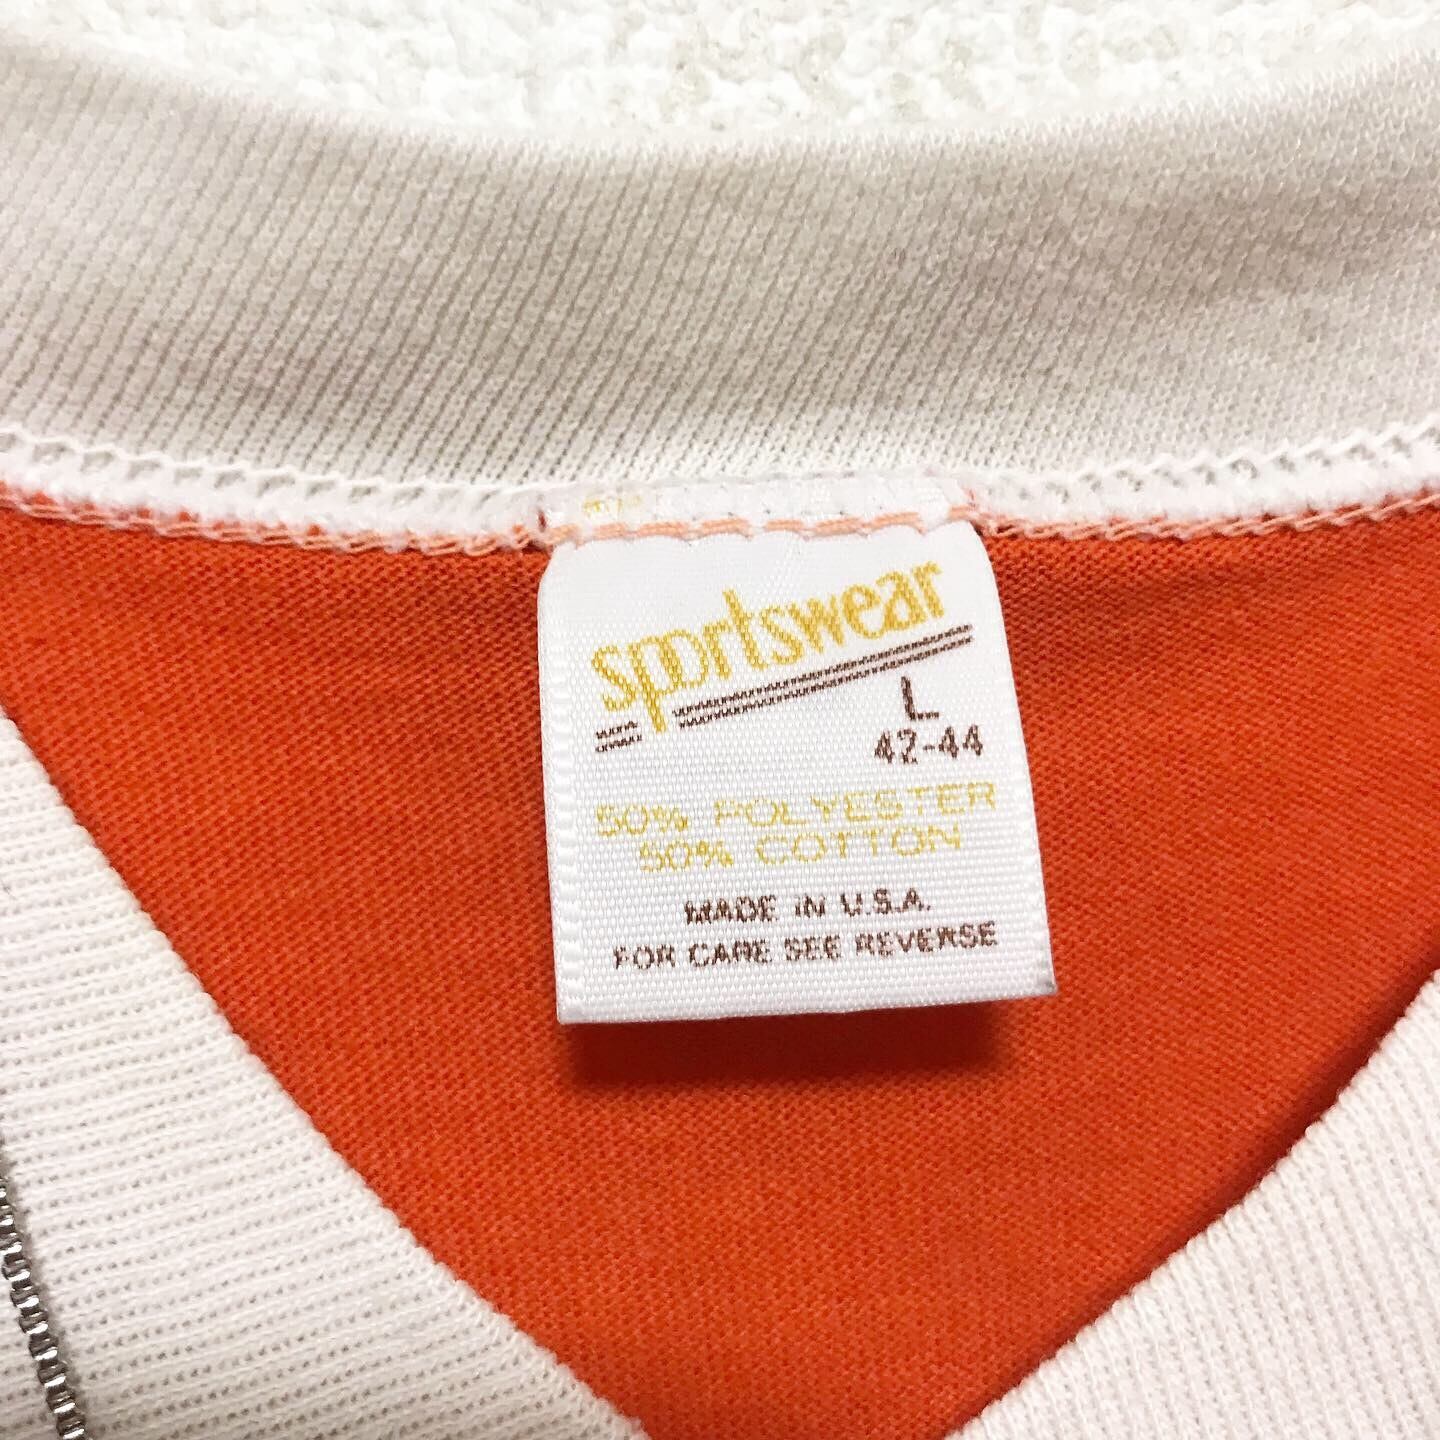 sportswear
L
42-44
50% POLYESTER
50% COTTON
MADE IN U.S.A.
FOR CARE SEE REVERSE